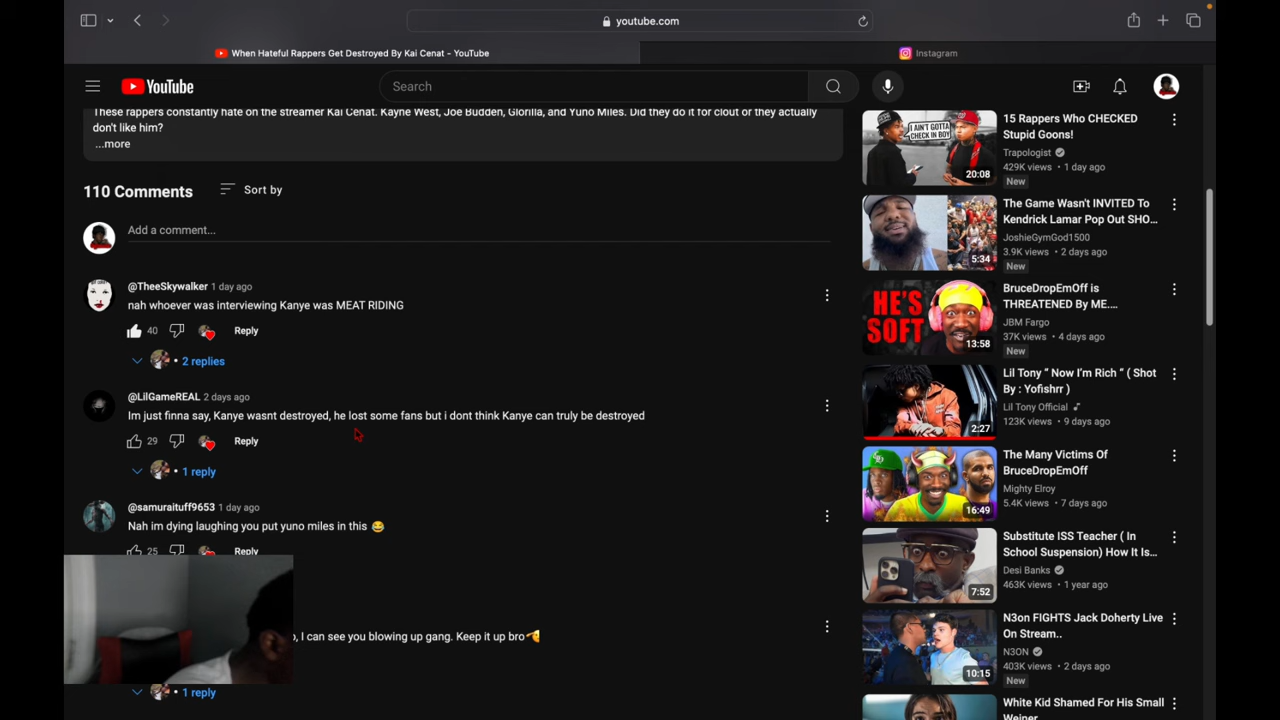 youtube.com
When Hateful Rappers Get Destroyed By Kai Cenat - YouTube
Instagram
YouTube
Search
These rappers constantly hate on the streamer Kai Cenat. Kayne West, Joe Budden, Glorilla, and Yuno Miles. Did they do it for clout or they actually
don't like him?
...more
110 Comments
Sort by
Add a comment...
@TheeSkywalker 1 day ago
nah whoever was interviewing Kanye was MEAT RIDING
40
Reply
2 replies
@LilGameREAL 2 days ago
Im just finna say, Kanye wasnt destroyed, he lost some fans but i dont think Kanye can truly be destroyed
29
Reply
1 reply
@samuraituff9653 1 day ago
Nah im dying laughing you put yuno miles in this 😂
25
Reply
I can see you blowing up gang. Keep it up bro
1 reply
I AIN'T GOTTA
CHECK IN BOY
20:08
15 Rappers Who CHECKED
Stupid Goons!
Trapologist
429K views • 1 day ago
New
5:34
The Game Wasn't INVITED To
Kendrick Lamar Pop Out SHO...
JoshieGymGod1500
3.9K views • 2 days ago
New
HE'S
SOFT
13:58
BruceDropEmOff is
THREATENED By ME....
JBM Fargo
37K views • 4 days ago
New
2:27
Lil Tony “ Now I'm Rich “ ( Shot
By : Yofishrr )
Lil Tony Official
123K views • 9 days ago
16:49
The Many Victims Of
BruceDropEmOff
Mighty Elroy
5.4K views • 7 days ago
7:52
Substitute ISS Teacher ( In
School Suspension) How It Is...
Desi Banks
463K views • 1 year ago
10:15
N3on FIGHTS Jack Doherty Live
On Stream..
N3ON
403K views • 2 days ago
New
White Kid Shamed For His Small
Weiner